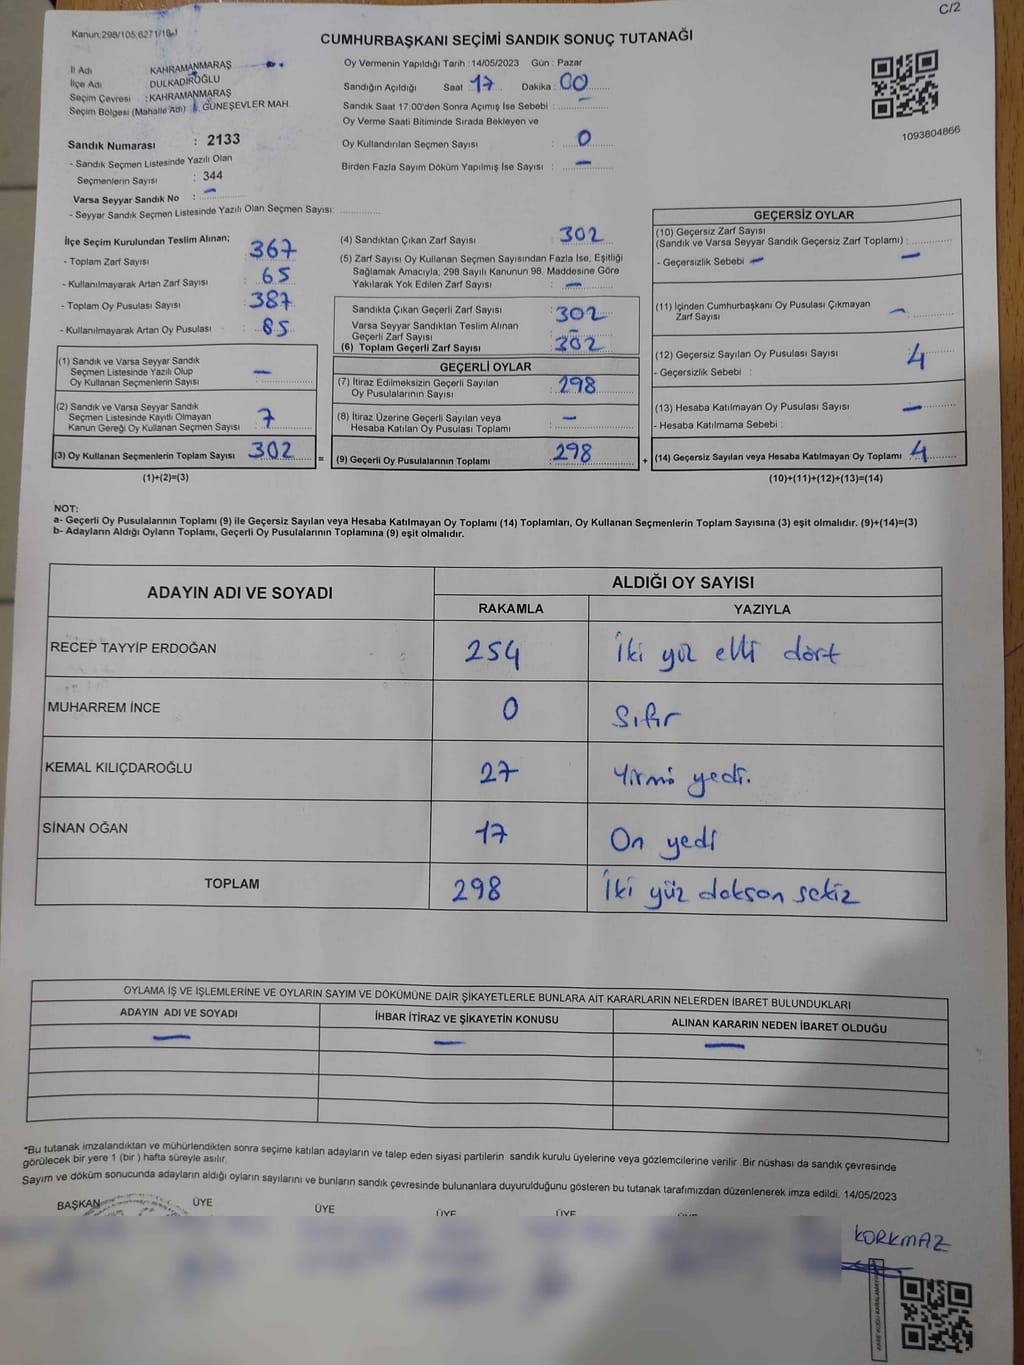 C/2
Kanun;298/105;6271/18-1
CUMHURBAŞKANI SEÇİMİ SANDIK SONUÇ TUTANAĞI
İl Adı KAHRAMANMARAŞ
İlçe Adı DULKADİROĞLU
Seçim Çevresi :KAHRAMANMARAŞ
Seçim Bölgesi (Mahalle Adı) GÜNEŞEVLER MAH
Oy Vermenin Yapıldığı Tarih : 14/05/2023 Gün : Pazar
Sandığın Açıldığı Saat : 17 Dakika : 00
Sandık Saat 17:00'den Sonra Açımış İse Sebebi : –
Oy Verme Saati Bitiminde Sırada Bekleyen ve
Oy Kullandırılan Seçmen Sayısı : 0
Birden Fazla Sayım Döküm Yapılmış İse Sayısı : –
1093804866
Sandık Numarası : 2133
- Sandık Seçmen Listesinde Yazılı Olan
Seçmenlerin Sayısı : 344
Varsa Seyyar Sandık No : –
- Seyyar Sandık Seçmen Listesinde Yazılı Olan Seçmen Sayısı: ............
İlçe Seçim Kurulundan Teslim Alınan;
- Toplam Zarf Sayısı : 367
- Kullanılmayarak Artan Zarf Sayısı : 65
- Toplam Oy Pusulası Sayısı : 387
- Kullanılmayarak Artan Oy Pusulası : 85
(1) Sandık ve Varsa Seyyar Sandık
Seçmen Listesinde Yazılı Olup
Oy Kullanan Seçmenlerin Sayısı : –
(2) Sandık ve Varsa Seyyar Sandık
Seçmen Listesinde Kayıtlı Olmayan
Kanun Gereği Oy Kullanan Seçmen Sayısı : 7
(3) Oy Kullanan Seçmenlerin Toplam Sayısı 302
(1)+(2)=(3)
(4) Sandıktan Çıkan Zarf Sayısı : 302
(5) Zarf Sayısı Oy Kullanan Seçmen Sayısından Fazla İse, Eşitliği
Sağlamak Amacıyla; 298 Sayılı Kanunun 98. Maddesine Göre
Yakılarak Yok Edilen Zarf Sayısı : –
Sandıkta Çıkan Geçerli Zarf Sayısı : 302
Varsa Seyyar Sandıktan Teslim Alınan
Geçerli Zarf Sayısı : –
(6) Toplam Geçerli Zarf Sayısı : 302
GEÇERLİ OYLAR
(7) İtiraz Edilmeksizin Geçerli Sayılan
Oy Pusulalarının Sayısı : 298
(8) İtiraz Üzerine Geçerli Sayılan veya
Hesaba Katılan Oy Pusulası Toplamı : –
= (9) Geçerli Oy Pusulalarının Toplamı : 298 +
GEÇERSİZ OYLAR
(10) Geçersiz Zarf Sayısı
(Sandık ve Varsa Seyyar Sandık Geçersiz Zarf Toplamı) : –
- Geçersizlik Sebebi –
(11) İçinden Cumhurbaşkanı Oy Pusulası Çıkmayan
Zarf Sayısı : –
(12) Geçersiz Sayılan Oy Pusulası Sayısı : 4
- Geçersizlik Sebebi :
(13) Hesaba Katılmayan Oy Pusulası Sayısı : –
- Hesaba Katılmama Sebebi :
(14) Geçersiz Sayılan veya Hesaba Katılmayan Oy Toplamı : 4
(10)+(11)+(12)+(13)=(14)
NOT:
a- Geçerli Oy Pusulalarının Toplamı (9) ile Geçersiz Sayılan veya Hesaba Katılmayan Oy Toplamı (14) Toplamları, Oy Kullanan Seçmenlerin Toplam Sayısına (3) eşit olmalıdır. (9)+(14)=(3)
b- Adayların Aldığı Oyların Toplamı, Geçerli Oy Pusulalarının Toplamına (9) eşit olmalıdır.
ADAYIN ADI VE SOYADI ALDIĞI OY SAYISI
RAKAMLA YAZIYLA
RECEP TAYYİP ERDOĞAN 254 İki yüz elli dört
MUHARREM İNCE 0 Sıfır
KEMAL KILIÇDAROĞLU 27 Yirmi yedi.
SİNAN OĞAN 17 On yedi
TOPLAM 298 İki yüz dokson sekiz
OYLAMA İŞ VE İŞLEMLERİNE VE OYLARIN SAYIM VE DÖKÜMÜNE DAİR ŞİKAYETLERLE BUNLARA AİT KARARLARIN NELERDEN İBARET BULUNDUKLARI
ADAYIN ADI VE SOYADI İHBAR İTİRAZ VE ŞİKAYETİN KONUSU ALINAN KARARIN NEDEN İBARET OLDUĞU
– – –
*Bu tutanak imzalandıktan ve mühürlendikten sonra seçime katılan adayların ve talep eden siyasi partilerin sandık kurulu üyelerine veya gözlemcilerine verilir .Bir nüshası da sandık çevresinde
görülecek bir yere 1 (bir ) hafta süreyle asılır.
Sayım ve döküm sonucunda adayların aldığı oyların sayılarını ve bunların sandık çevresinde bulunanlara duyurulduğunu gösteren bu tutanak tarafımızdan düzenlenerek imza edildi. 14/05/2023
BAŞKAN ÜYE ÜYE ÜYE ÜYE
KORKMAZ